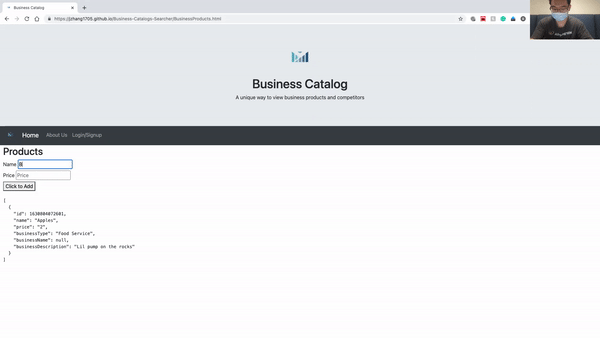 Business Catalog
https://jzhang1705.github.io/Business-Catalogs-Searcher/BusinessProducts.html
Business Catalog
A unique way to view business products and competitors
Home About Us Login/Signup
Products
Name
Price Price
Click to Add
[
{
"id": 1630804072601,
"name": "Apples",
"price": "2",
"businessType": "Food Service",
"businessName": null,
"businessDescription": "Lil pump on the rocks"
}
]